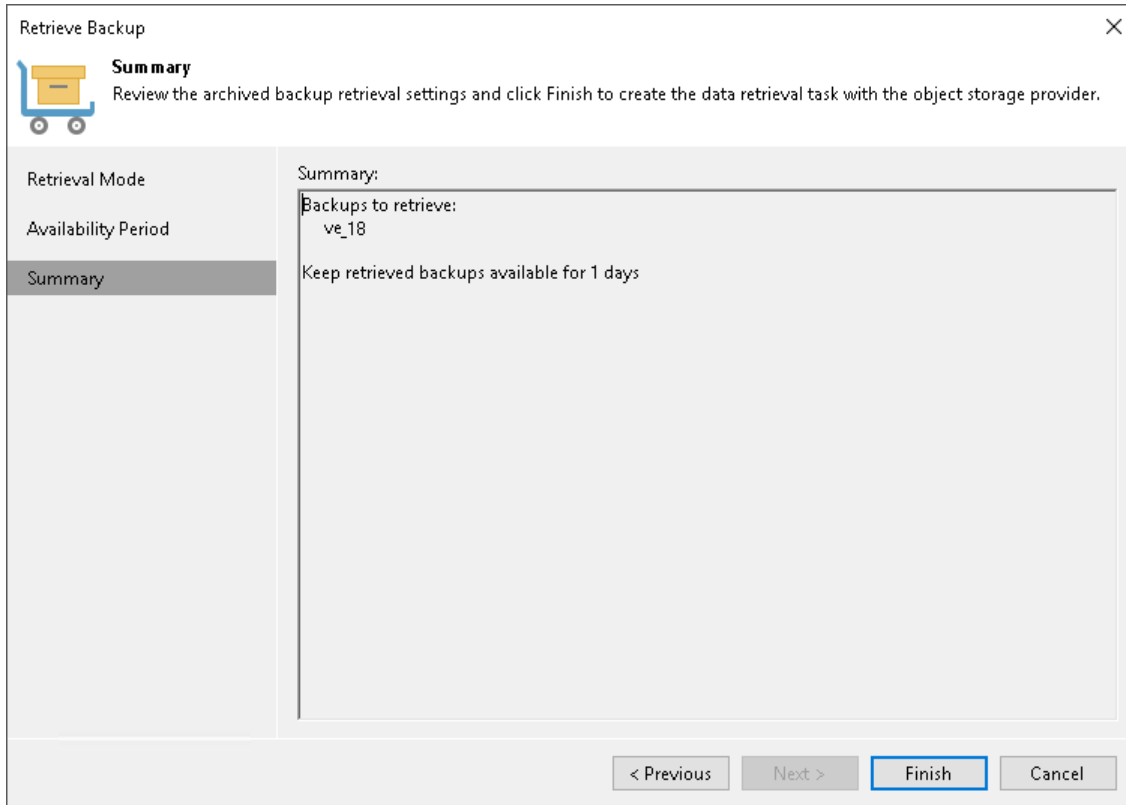 Retrieve Backup
Summary
Review the archived backup retrieval settings and click Finish to create the data retrieval task with the object storage provider.
Retrieval Mode
Availability Period
Summary
Summary:
Backups to retrieve:
ve_18
Keep retrieved backups available for 1 days
< Previous
Next >
Finish
Cancel